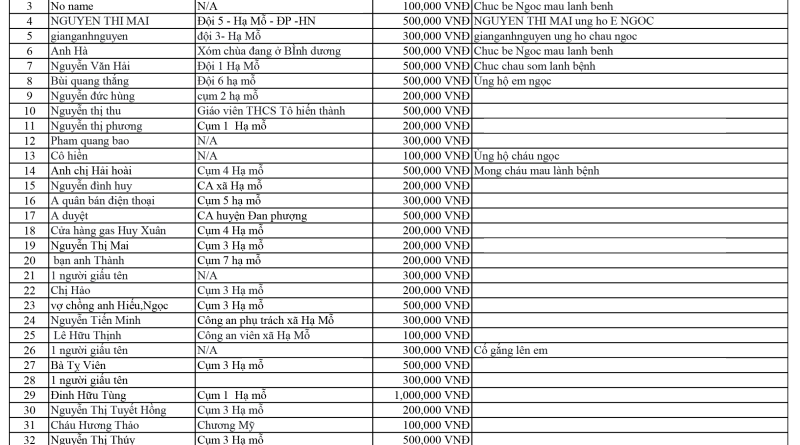 3 No name N/A 100,000 VNĐ Chuc be Ngoc mau lanh benh
4 NGUYEN THI MAI Đội 5 - Hạ Mỗ - ĐP -HN 500,000 VNĐ NGUYEN THI MAI ung ho E NGOC
5 gianganhnguyen đội 3- Hạ Mỗ 300,000 VNĐ gianganhnguyen ung ho chau ngoc
6 Anh Hà Xóm chùa đang ở BÌnh dương 500,000 VNĐ Chuc be Ngoc mau lanh benh
7 Nguyễn Văn Hải Đội 1 Hạ Mỗ 500,000 VNĐ Chuc chau som lanh bệnh
8 Bùi quang thắng Đội 6 hạ mỗ 500,000 VNĐ Ủng hộ em ngọc
9 Nguyễn đức hùng cụm 2 hạ mỗ 200,000 VNĐ
10 Nguyễn thị thu Giáo viên THCS Tô hiến thành 500,000 VNĐ
11 Nguyễn thị phương Cụm 1 Hạ mỗ 200,000 VNĐ
12 Pham quang bao N/A 300,000 VNĐ
13 Cô hiền N/A 100,000 VNĐ Ủng hộ cháu ngọc
14 Anh chị Hải hoài Cụm 4 Hạ mỗ 500,000 VNĐ Mong cháu mau lành bệnh
15 Nguyễn đình huy CA xã Hạ mỗ 200,000 VNĐ
16 A quân bán điện thoại Cụm 5 hạ mỗ 300,000 VNĐ
17 A duyệt CA huyện Đan phượng 500,000 VNĐ
18 Cửa hàng gas Huy Xuân Cụm 4 Hạ mỗ 200,000 VNĐ
19 Nguyễn Thị Mai Cụm 3 Hạ mỗ 200,000 VNĐ
20 bạn anh Thành Cụm 7 hạ mỗ 200,000 VNĐ
21 1 người giấu tên N/A 300,000 VNĐ
22 Chị Hảo Cụm 3 Hạ mỗ 200,000 VNĐ
23 vợ chồng anh Hiếu,Ngọc Cụm 3 Hạ mỗ 500,000 VNĐ
24 Nguyễn Tiến Minh Công an phụ trách xã Hạ Mỗ 300,000 VNĐ
25 Lê Hữu Thịnh Công an viên xã Hạ Mỗ 100,000 VNĐ
26 1 người giấu tên N/A 300,000 VNĐ Cố gắng lên em
27 Bà Tỵ Viên Cụm 3 Hạ mỗ 500,000 VNĐ
28 1 người giấu tên 300,000 VNĐ
29 Đinh Hữu Tùng Cụm 1 Hạ mỗ 1,000,000 VNĐ
30 Nguyễn Thị Tuyết Hồng Cụm 3 Hạ mỗ 200,000 VNĐ
31 Cháu Hương Thảo Chương Mỹ 100,000 VNĐ
32 Nguyễn Thị Thúy Cụm 3 Hạ mỗ 500,000 VNĐ